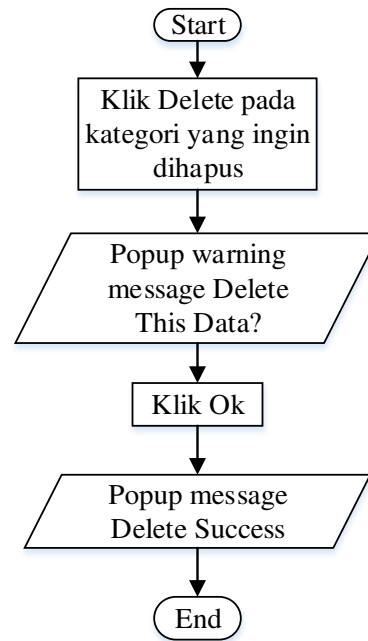 Start
Klik Delete pada
kategori yang ingin
dihapus
Popup warning
message Delete
This Data?
Klik Ok
Popup message
Delete Success
End